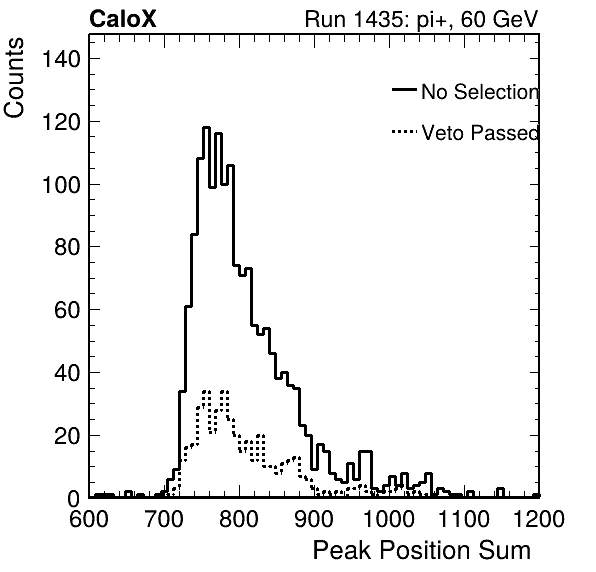 CaloX Run 1435: pi+, 60 GeV
Counts
140
120
100
80
60
40
20
0
No Selection
Veto Passed
600 700 800 900 1000 1100 1200
Peak Position Sum